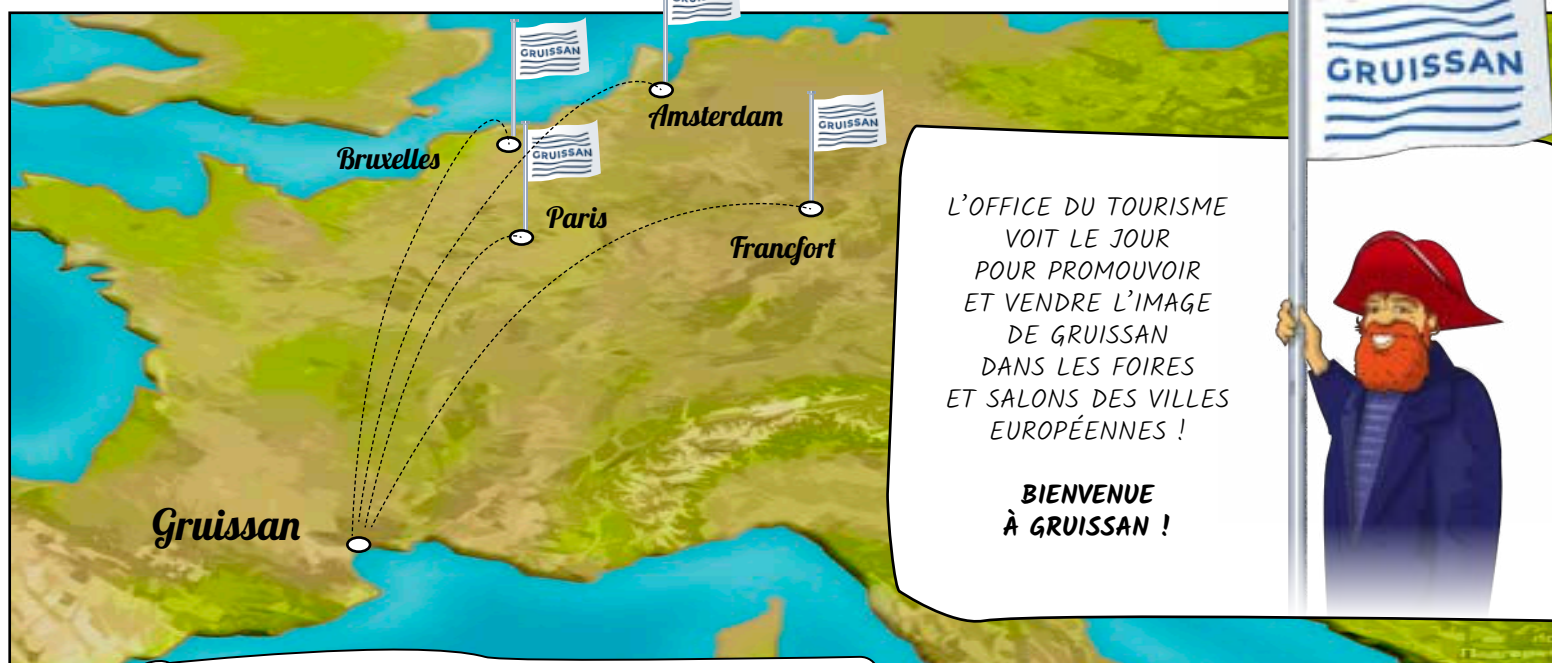 GRUISSAN
GRUISSAN
Amsterdam
GRUISSAN
GRUISSAN
Bruxelles
GRUISSAN
Paris
Francfort
Gruissan
L'OFFICE DU TOURISME
VOIT LE JOUR
POUR PROMOUVOIR
ET VENDRE L'IMAGE
DE GRUISSAN
DANS LES FOIRES
ET SALONS DES VILLES
EUROPÉENNES !
BIENVENUE
À GRUISSAN !